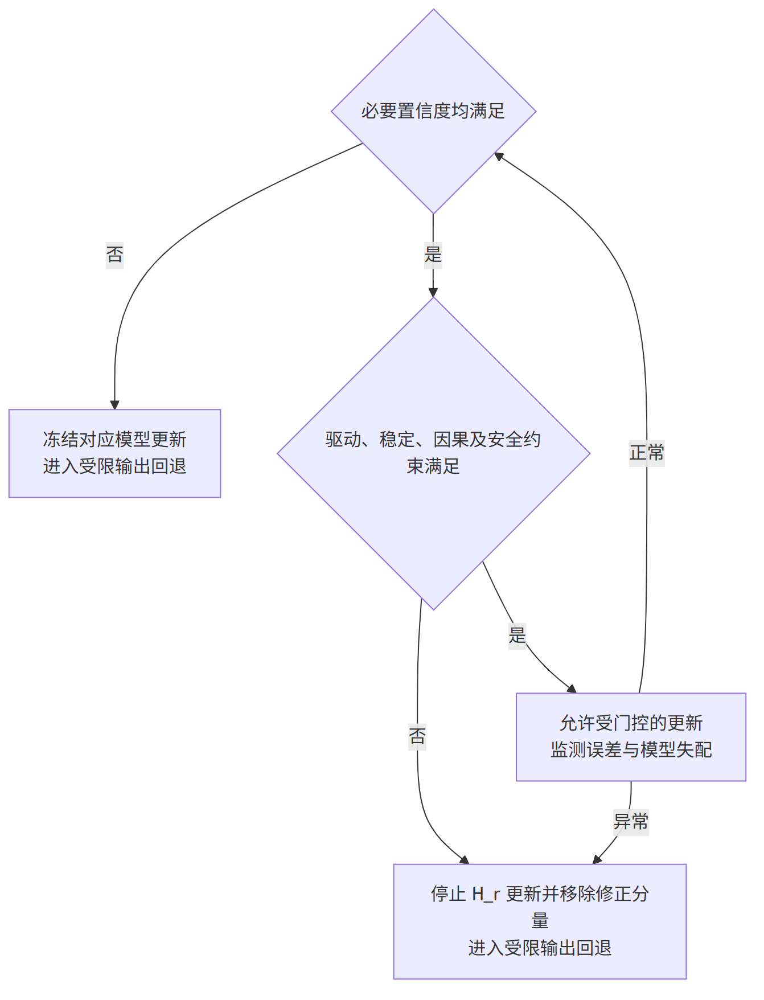 必要置信度均满足
否
是
冻结对应模型更新
进入受限输出回退
驱动、稳定、因果及安全约
束满足
正常
是
允许受门控的更新
监测误差与模型失配
否
异常
停止 H_r 更新并移除修正分
量
进入受限输出回退